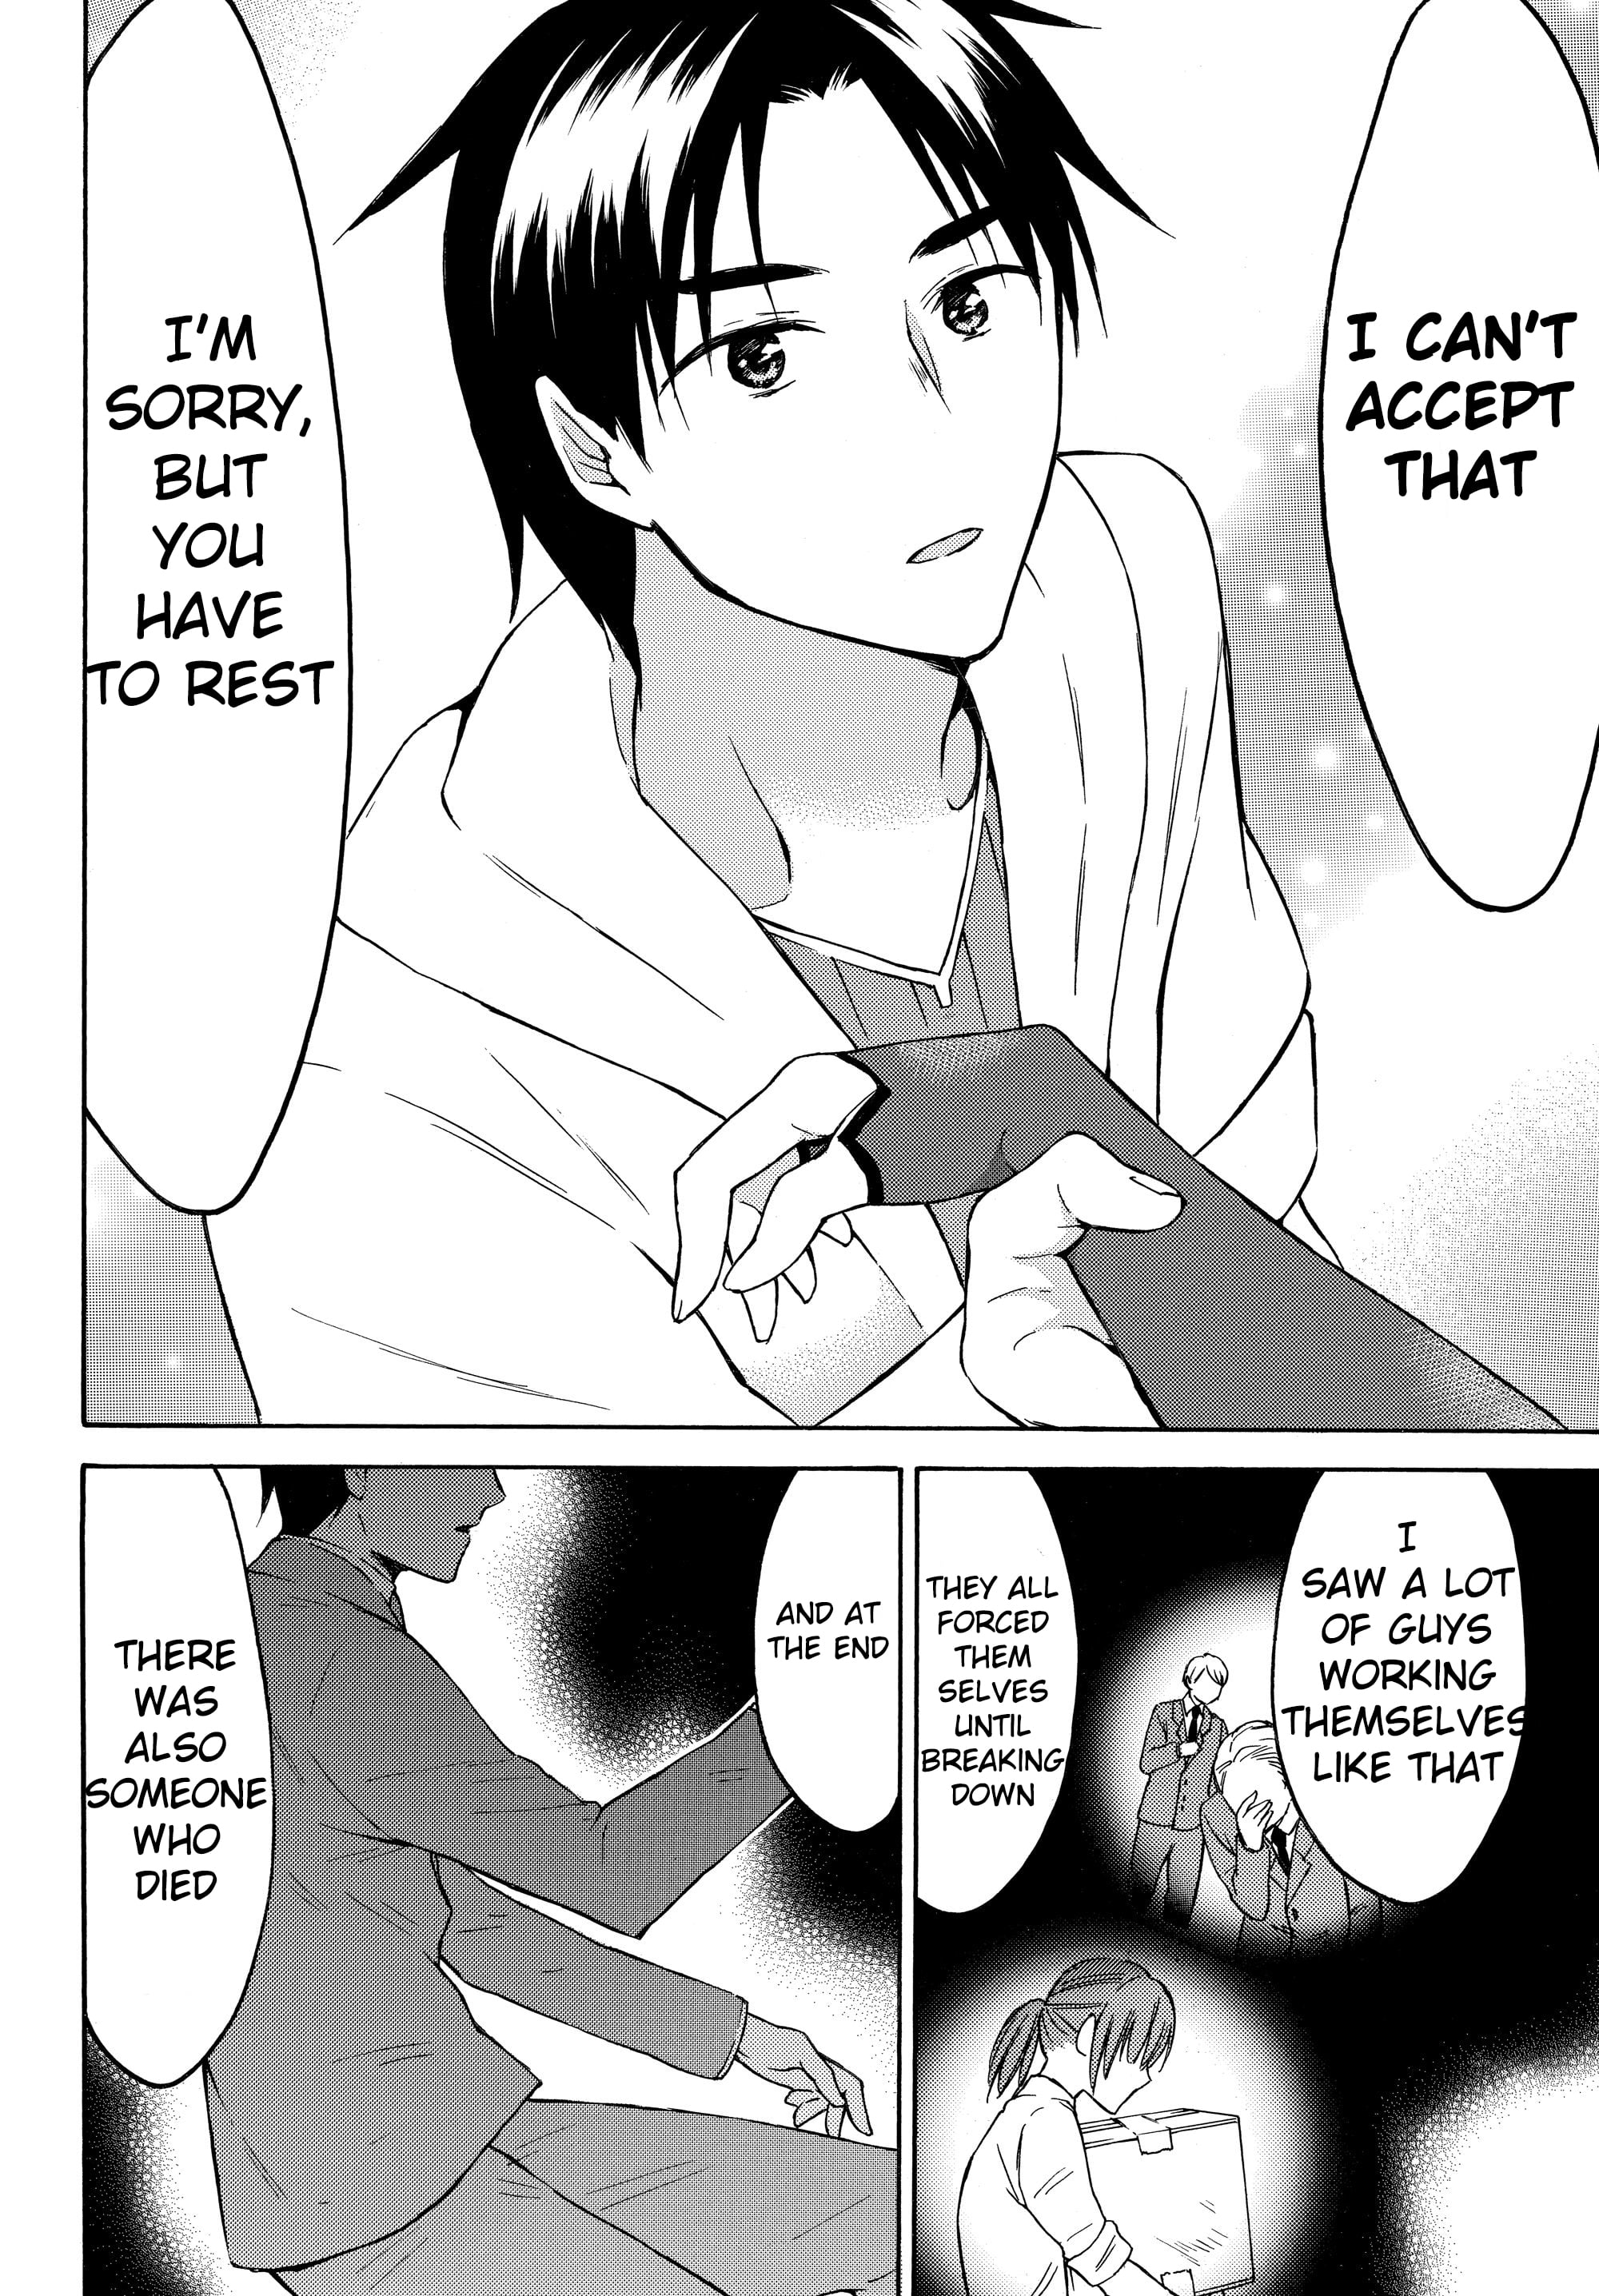 I CAN'T
ACCEPT
THAT
I'M
SORRY,
BUT
YOU
HAVE
TO REST
I
SAW A LOT
OF GUYS
WORKING
THEMSELVES
LIKE THAT
THEY ALL
FORCED
THEM
SELVES
UNTIL
BREAKING
DOWN
AND AT
THE END
THERE
WAS
ALSO
SOMEONE
WHO
DIED